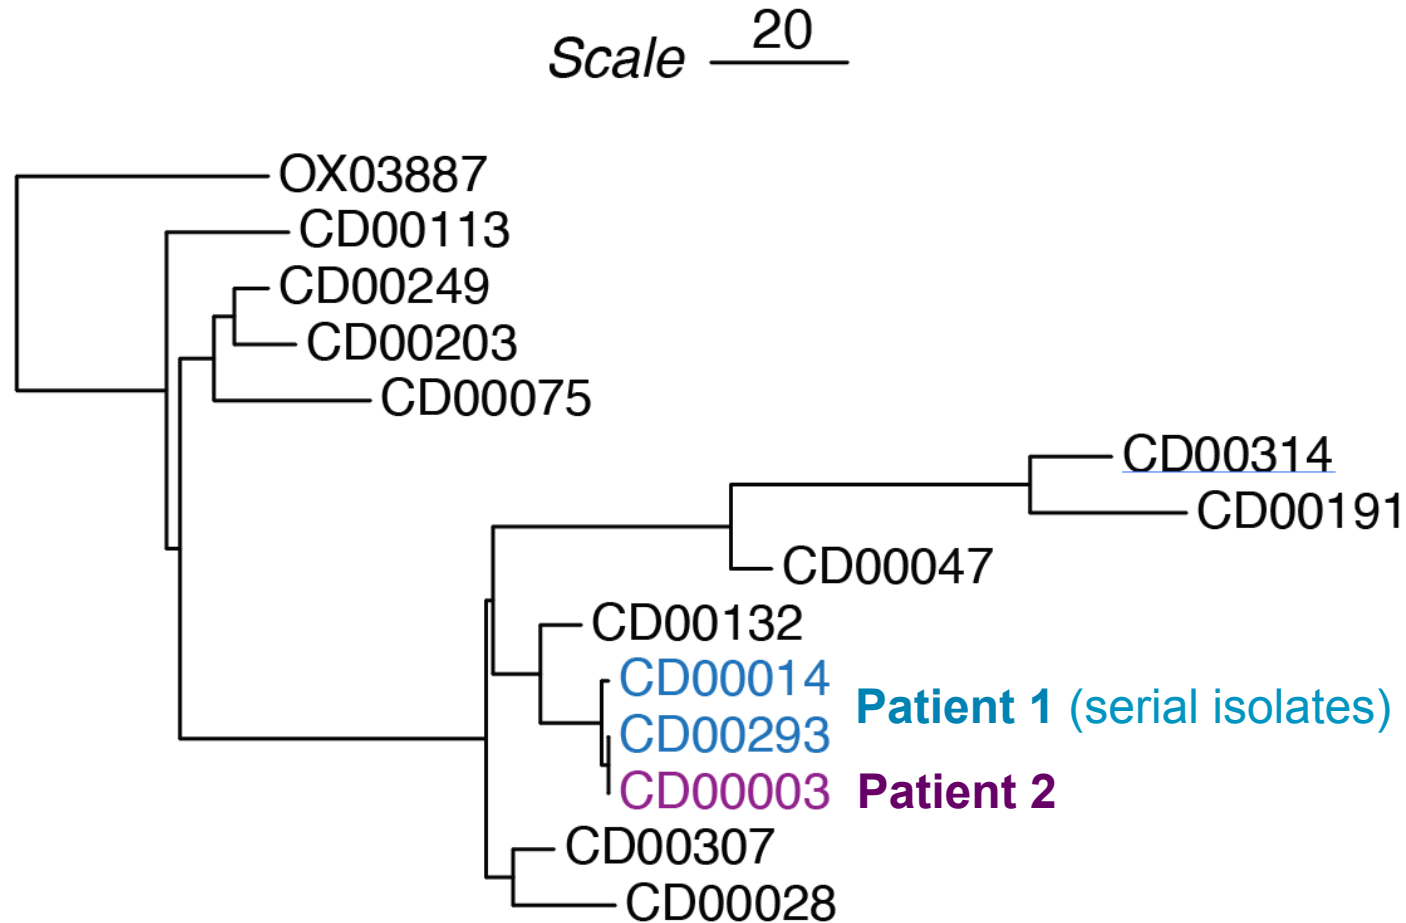 Scale 20
OX03887
CD00113
CD00249
CD00203
CD00075
CD00314
CD00191
CD00047
CD00132
CD00014
Patient 1 (serial isolates)
CD00293
CD00003 Patient 2
CD00307
CD00028